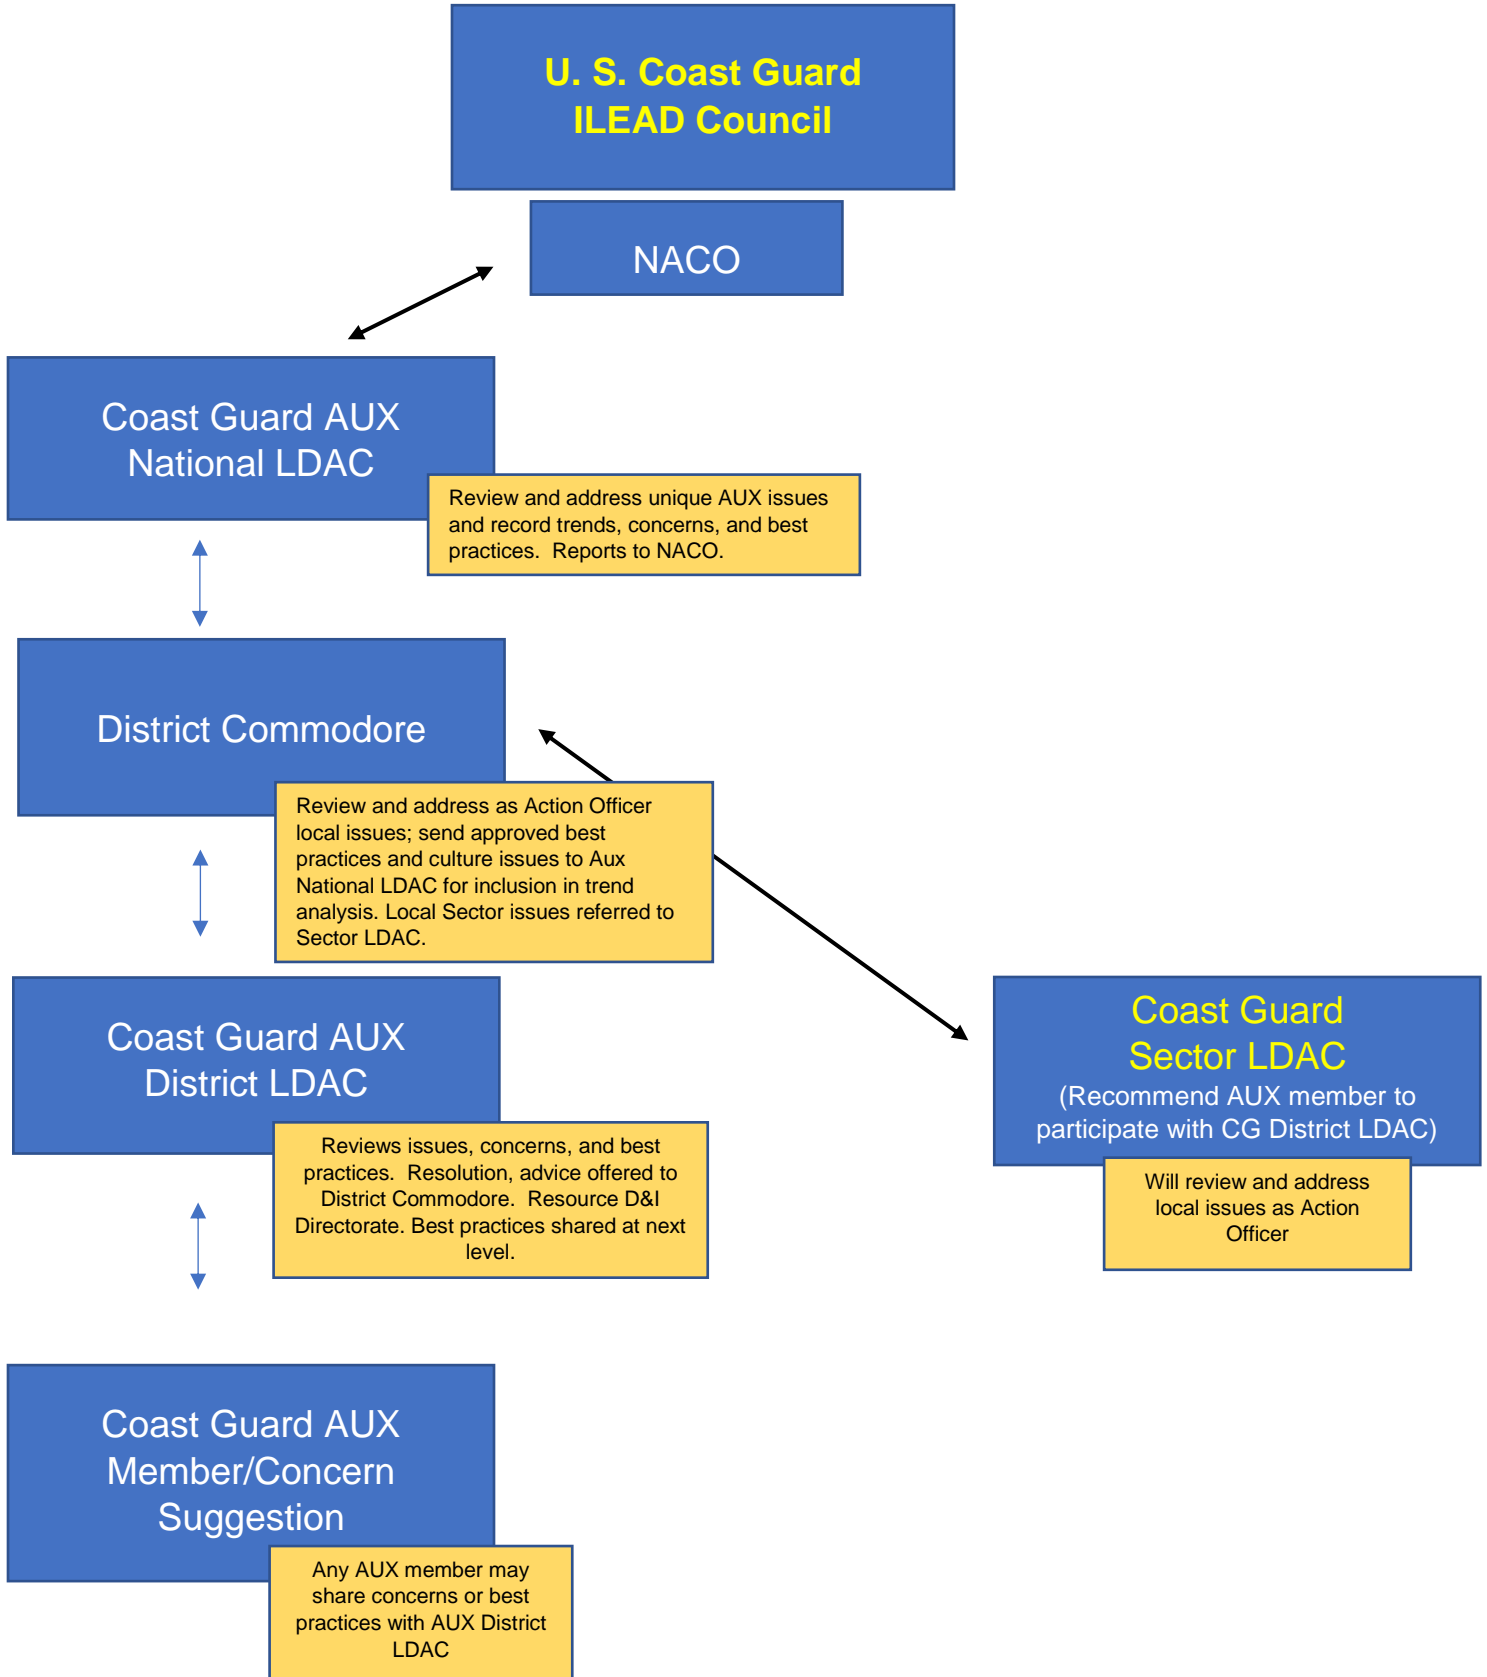 U. S. Coast Guard
ILEAD Council
NACO
Coast Guard AUX
National LDAC
Review and address unique AUX issues
and record trends, concerns, and best
practices.  Reports to NACO.
District Commodore
Review and address as Action Officer
local issues; send approved best
practices and culture issues to Aux
National LDAC for inclusion in trend
analysis. Local Sector issues referred to
Sector LDAC.
Coast Guard AUX
District LDAC
Reviews issues, concerns, and best
practices.  Resolution, advice offered to
District Commodore.  Resource D&I
Directorate. Best practices shared at next
level.
Coast Guard
Sector LDAC
(Recommend AUX member to
participate with CG District LDAC)
Will review and address
local issues as Action
Officer
Coast Guard AUX
Member/Concern
Suggestion
Any AUX member may
share concerns or best
practices with AUX District
LDAC